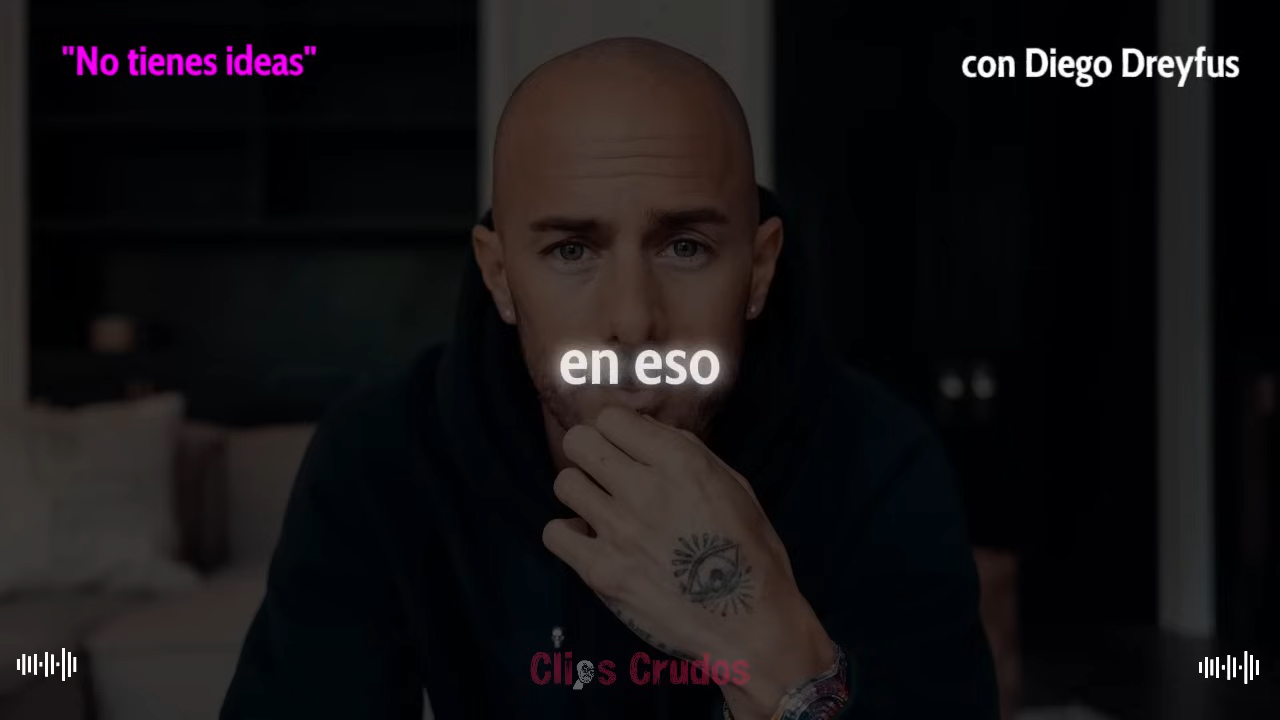 "No tienes ideas"
con Diego Dreyfus
en eso
Clips Crudos